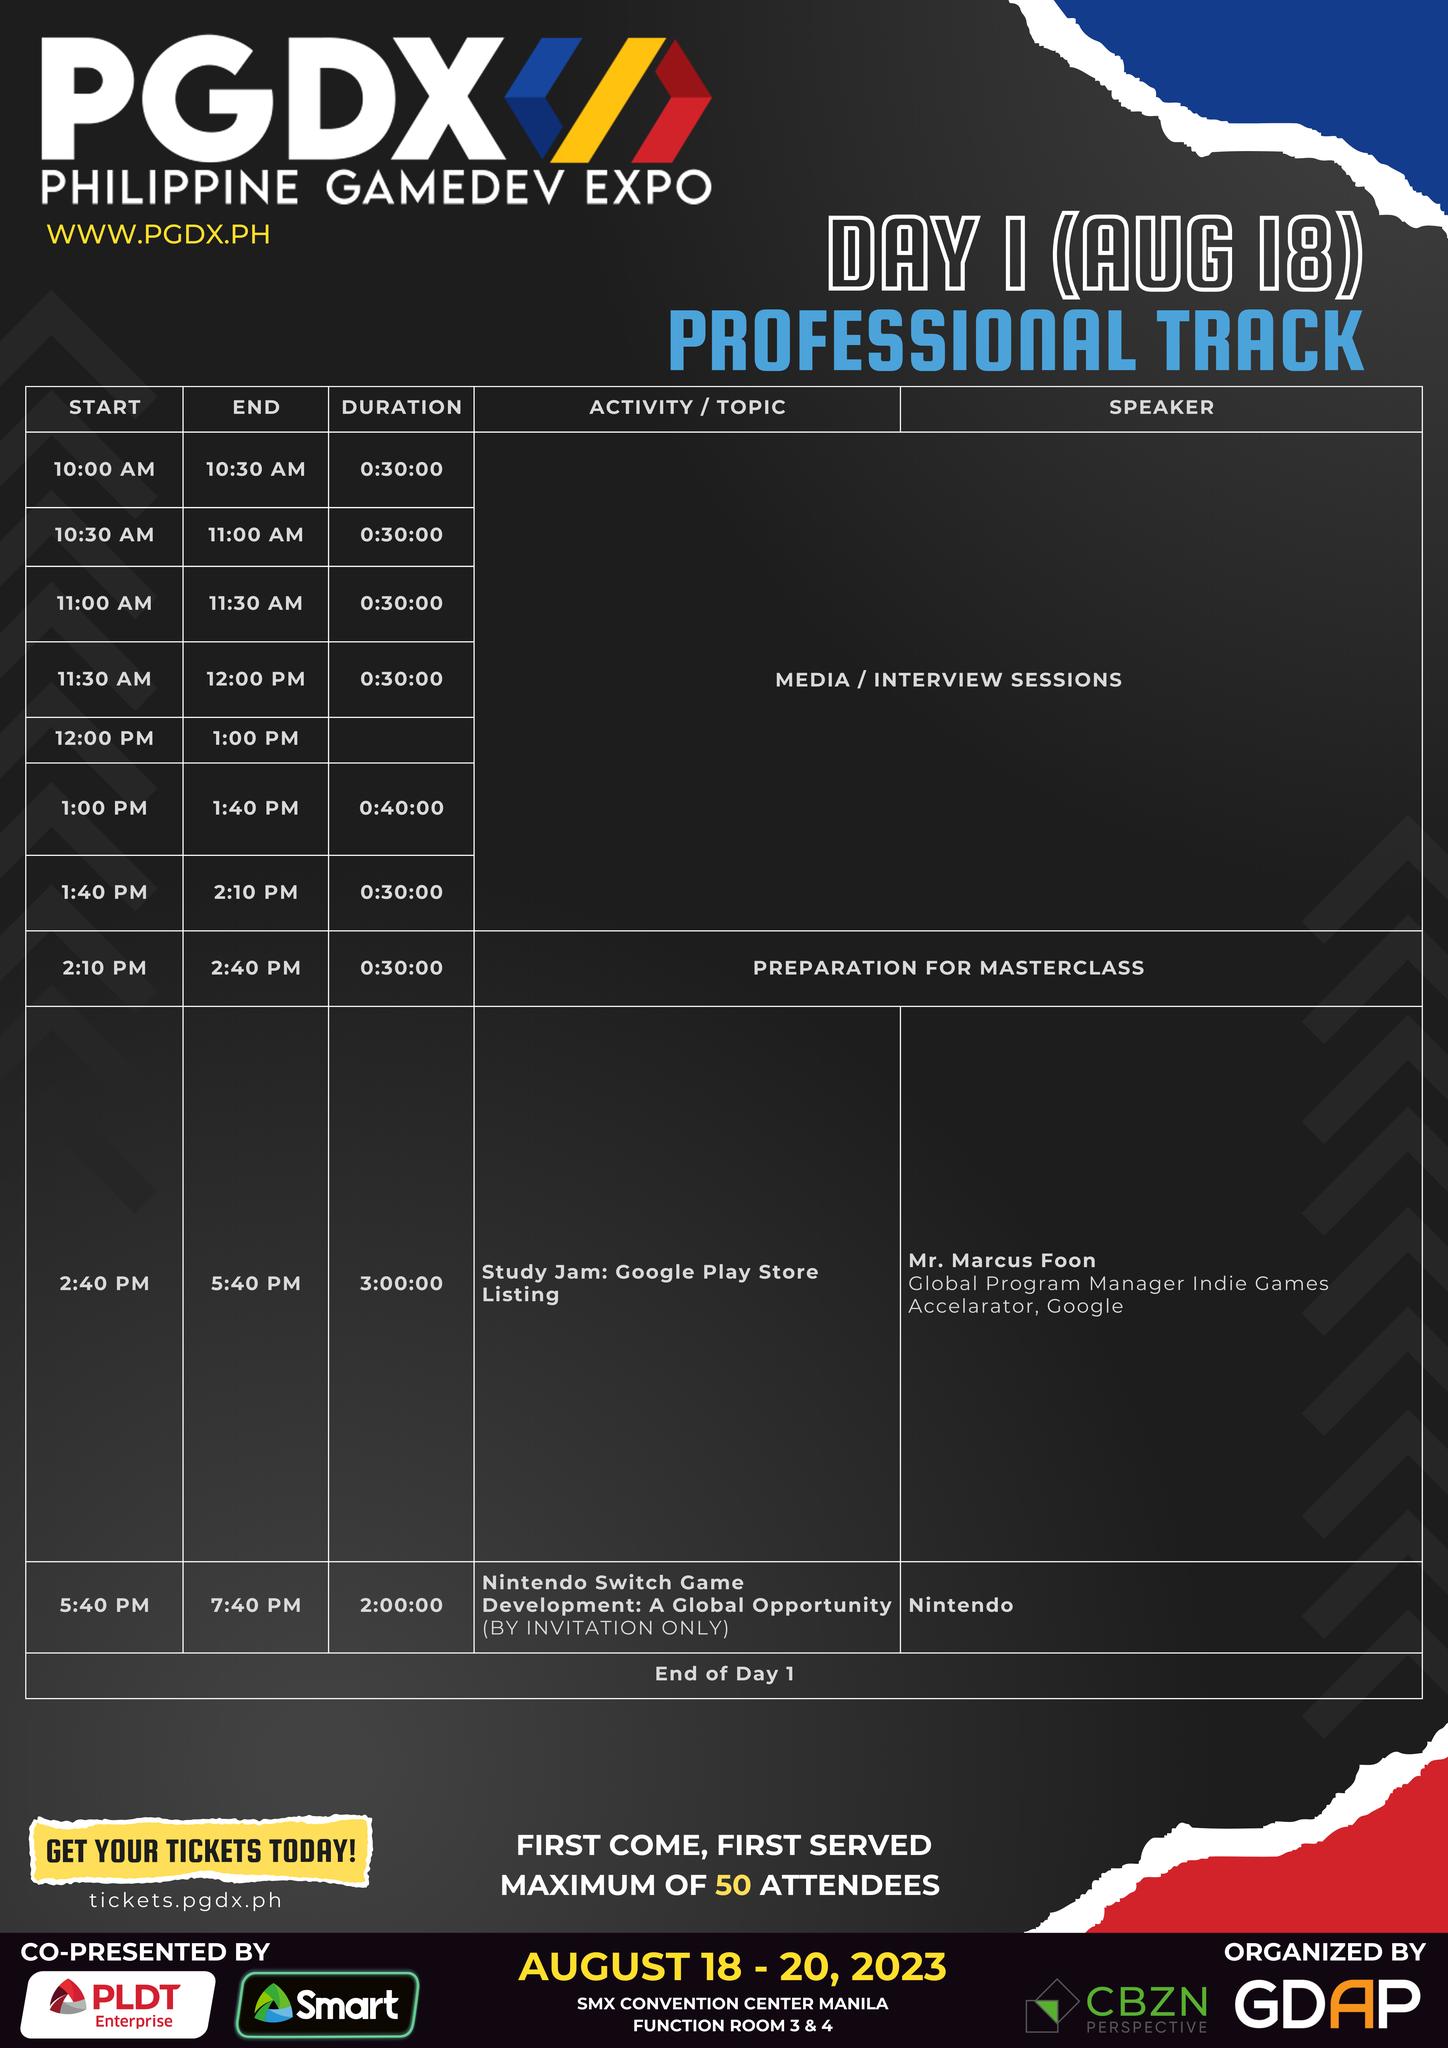 PGDX
PHILIPPINE GAMEDEV EXPO
WWW.PGDX.PH
DAY 1 (AUG 18)
PROFESSIONAL TRACK
START END DURATION ACTIVITY / TOPIC SPEAKER
10:00 AM 10:30 AM 0:30:00
10:30 AM 11:00 AM 0:30:00
11:00 AM 11:30 AM 0:30:00
11:30 AM 12:00 PM 0:30:00 MEDIA / INTERVIEW SESSIONS
12:00 PM 1:00 PM
1:00 PM 1:40 PM 0:40:00
1:40 PM 2:10 PM 0:30:00
2:10 PM 2:40 PM 0:30:00 PREPARATION FOR MASTERCLASS
2:40 PM 5:40 PM 3:00:00
Study Jam: Google Play Store
Listing
Mr. Marcus Foon
Global Program Manager Indie Games
Accelarator, Google
5:40 PM 7:40 PM 2:00:00
Nintendo Switch Game
Development: A Global Opportunity
(BY INVITATION ONLY)
Nintendo
End of Day 1
GET YOUR TICKETS TODAY!
tickets.pgdx.ph
FIRST COME, FIRST SERVED
MAXIMUM OF 50 ATTENDEES
CO-PRESENTED BY
PLDT
Enterprise
Smart
AUGUST 18 - 20, 2023
SMX CONVENTION CENTER MANILA
FUNCTION ROOM 3 & 4
ORGANIZED BY
CBZN
PERSPECTIVE
GDAP